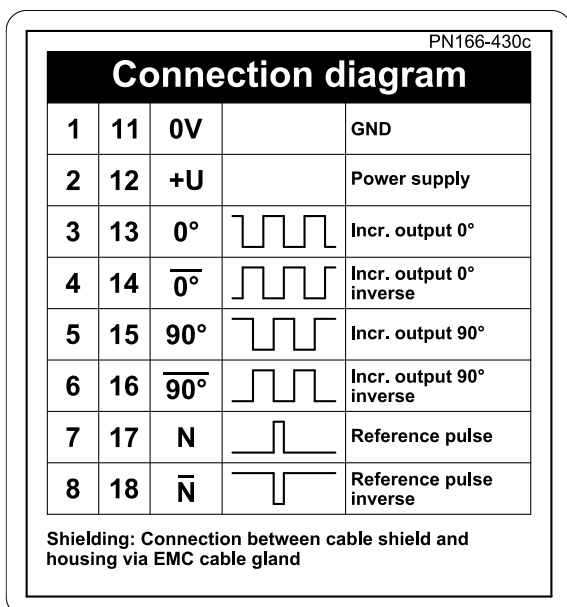 PN166-430c
Connection diagram
1 11 0V GND
2 12 +U Power supply
3 13 0° Incr. output 0°
4 14 0̅° Incr. output 0°
inverse
5 15 90° Incr. output 90°
6 16 9̅0̅° Incr. output 90°
inverse
7 17 N Reference pulse
8 18 N̅ Reference pulse
inverse
Shielding: Connection between cable shield and
housing via EMC cable gland